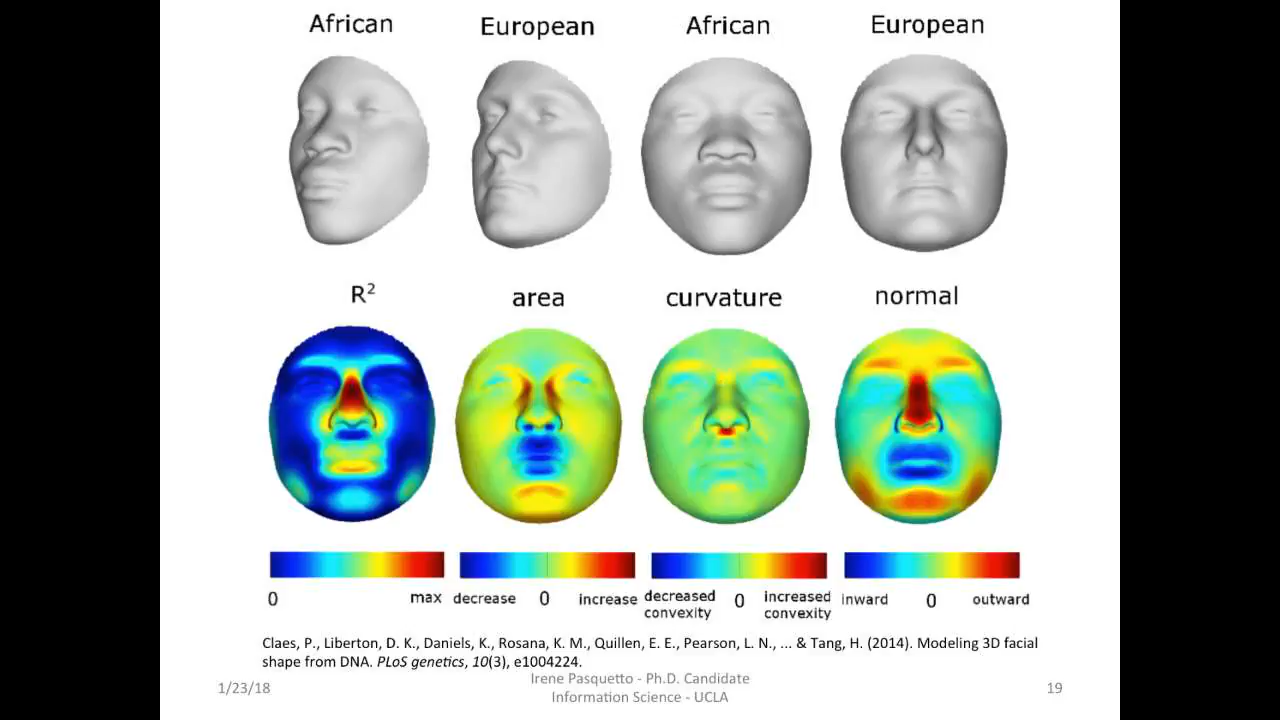 African European African European
R² area curvature normal
0 max decrease 0 increase decreased convexity 0 increased convexity inward 0 outward
Claes, P., Liberton, D. K., Daniels, K., Rosana, K. M., Quillen, E. E., Pearson, L. N., ... & Tang, H. (2014). Modeling 3D facial
shape from DNA. PLoS genetics, 10(3), e1004224.
1/23/18 Irene Pasquetto - Ph.D. Candidate 19
Information Science - UCLA